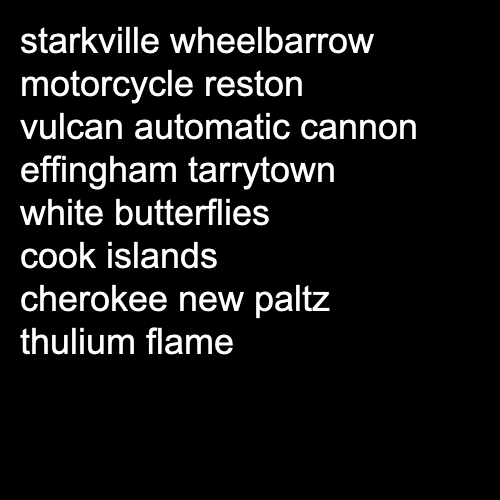 starkville wheelbarrow
motorcycle reston
vulcan automatic cannon
effingham tarrytown
white butterflies
cook islands
cherokee new paltz
thulium flame